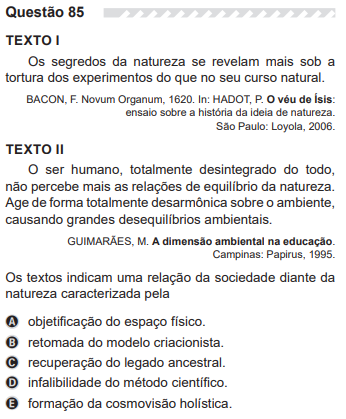 Questão 85
TEXTO I
Os segredos da natureza se revelam mais sob a
tortura dos experimentos do que no seu curso natural.
BACON, F. Novum Organum, 1620. In: HADOT, P. O véu de Ísis:
ensaio sobre a história da ideia de natureza.
São Paulo: Loyola, 2006.
TEXTO II
O ser humano, totalmente desintegrado do todo,
não percebe mais as relações de equilíbrio da natureza.
Age de forma totalmente desarmônica sobre o ambiente,
causando grandes desequilíbrios ambientais.
GUIMARÃES, M. A dimensão ambiental na educação.
Campinas: Papirus, 1995.
Os textos indicam uma relação da sociedade diante da
natureza caracterizada pela
A objetificação do espaço físico.
B retomada do modelo criacionista.
C recuperação do legado ancestral.
D infalibilidade do método científico.
E formação da cosmovisão holística.